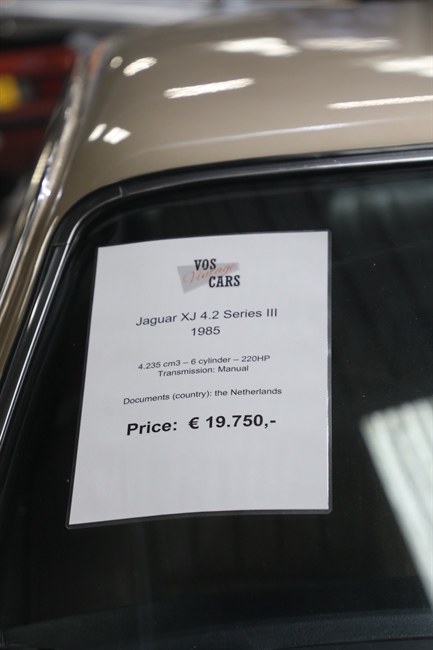 VOS
Vintage
CARS
Jaguar XJ 4.2 Series III
1985
4.235 cm3 – 6 cylinder – 220HP
Transmission: Manual
Documents (country): the Netherlands
Price: € 19.750,-